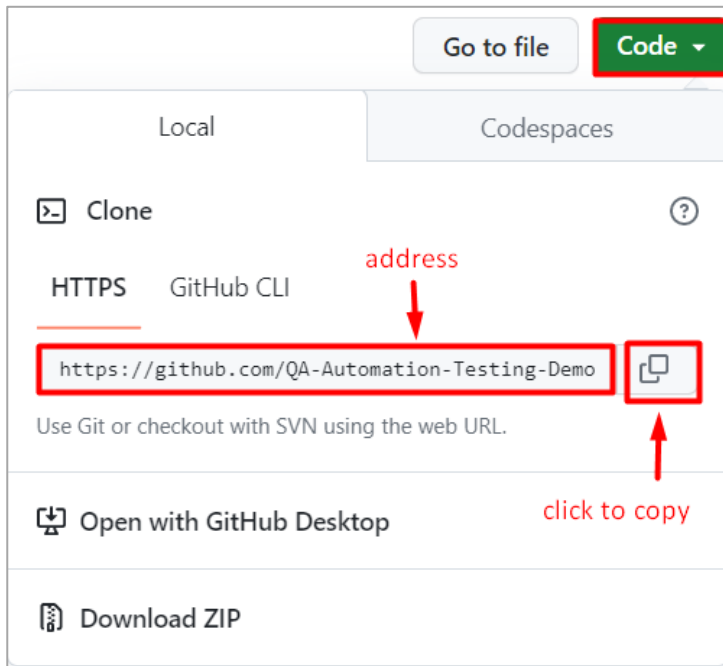 Go to file
Code
Local
Codespaces
Clone
address
HTTPS
GitHub CLI
https://github.com/QA-Automation-Testing-Demo
Use Git or checkout with SVN using the web URL.
click to copy
Open with GitHub Desktop
Download ZIP